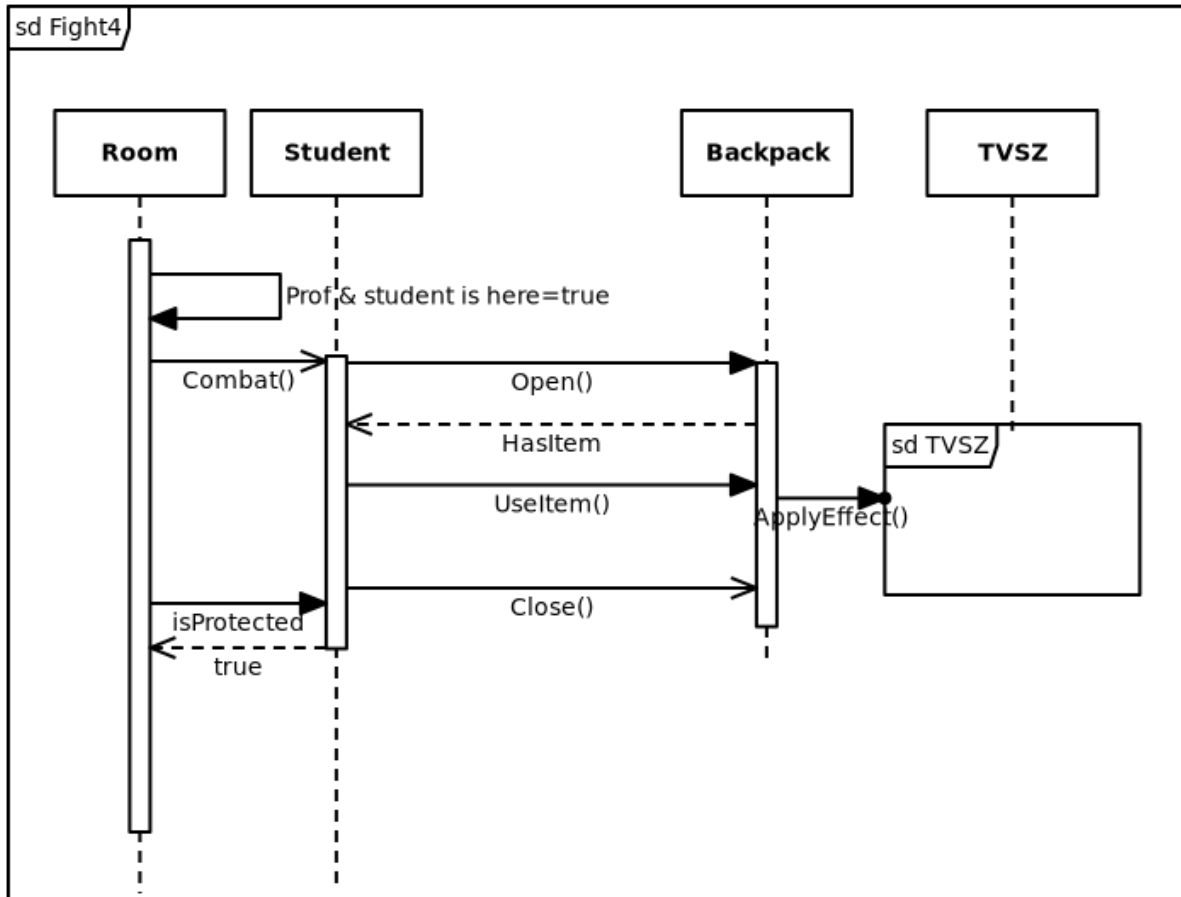 sd Fight4
Room
Student
Backpack
TVSZ
Prof & student is here=true
Combat()
Open()
HasItem
sd TVSZ
UseItem()
ApplyEffect()
Close()
isProtected
true